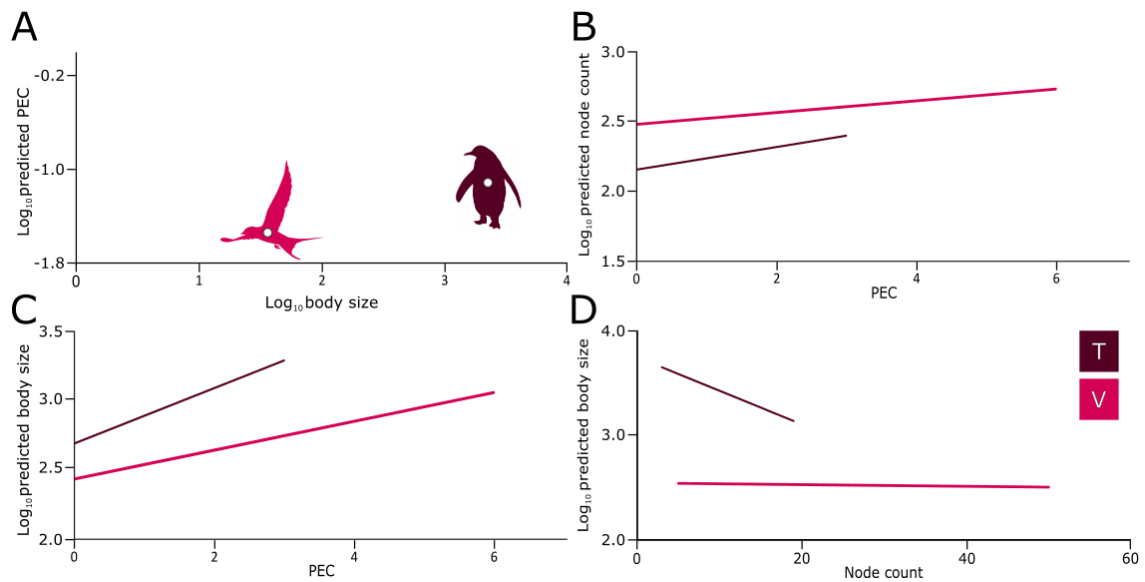 A
Log₁₀ predicted PEC
-0.2
-1.0
-1.8
0
1
2
3
4
Log₁₀ body size
B
Log₁₀ predicted node count
3.0
2.5
2.0
1.5
0
2
4
6
PEC
C
Log₁₀ predicted body size
3.5
3.0
2.5
2.0
0
2
4
6
PEC
D
Log₁₀ predicted body size
4.0
3.0
2.0
0
20
40
60
Node count
T
V